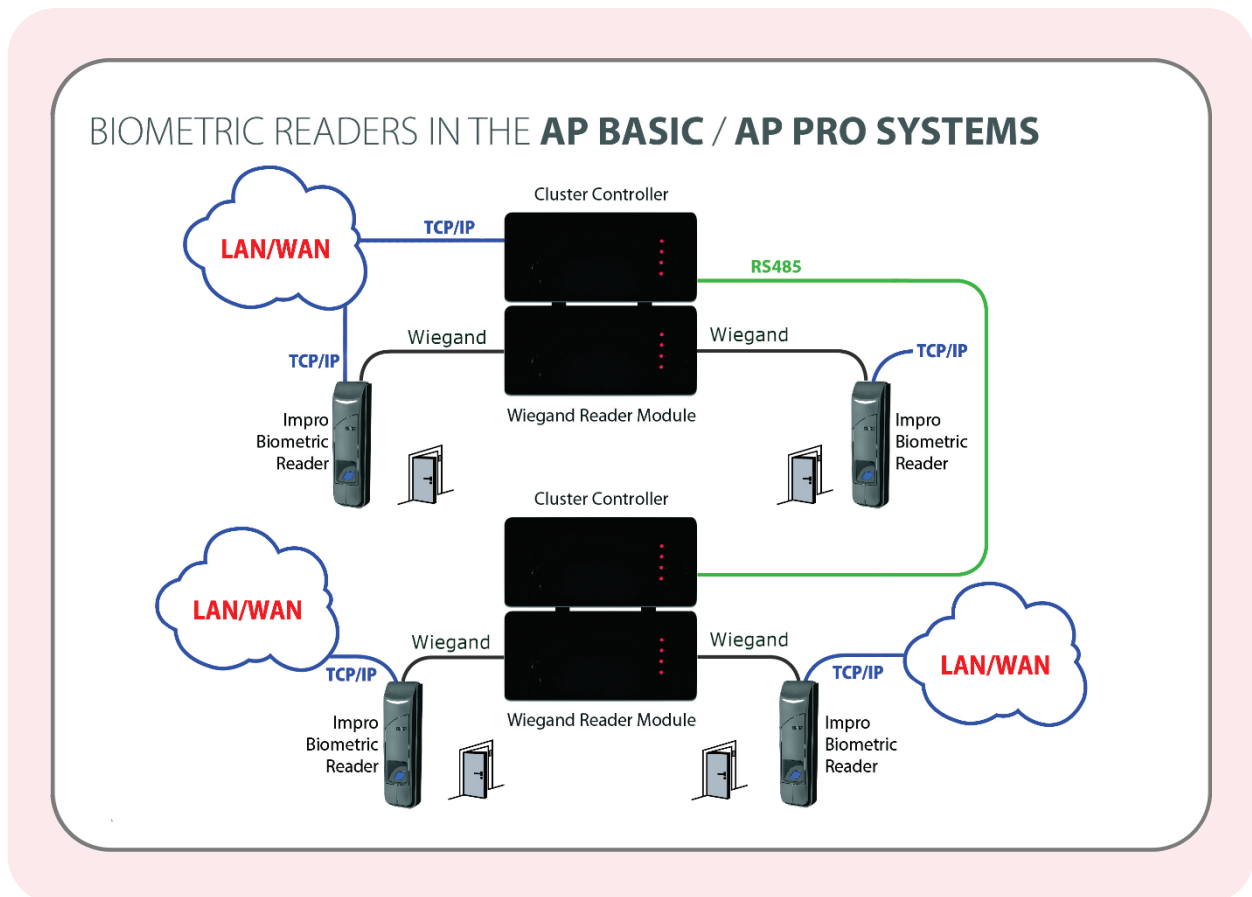 BIOMETRIC READERS IN THE AP BASIC / AP PRO SYSTEMS
Cluster Controller
TCP/IP
LAN/WAN
RS485
Wiegand
Wiegand
TCP/IP
TCP/IP
Wiegand Reader Module
Impro
Biometric
Reader
Impro
Biometric
Reader
Cluster Controller
LAN/WAN
Wiegand
Wiegand
TCP/IP
TCP/IP
LAN/WAN
Wiegand Reader Module
Impro
Biometric
Reader
Impro
Biometric
Reader